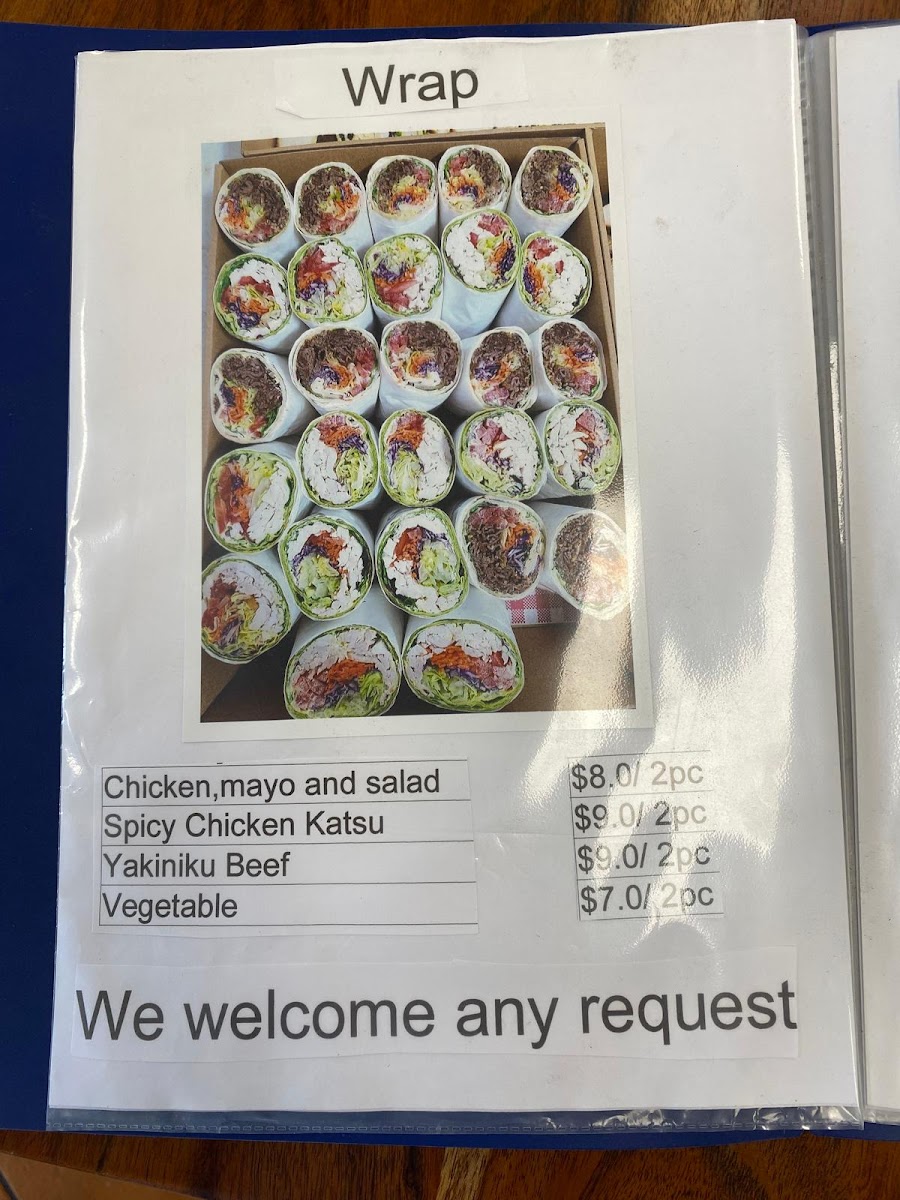 Wrap
Chicken,mayo and salad $8.0/ 2pc
Spicy Chicken Katsu $9.0/ 2pc
Yakiniku Beef $9.0/ 2pc
Vegetable $7.0/ 2pc
We welcome any request